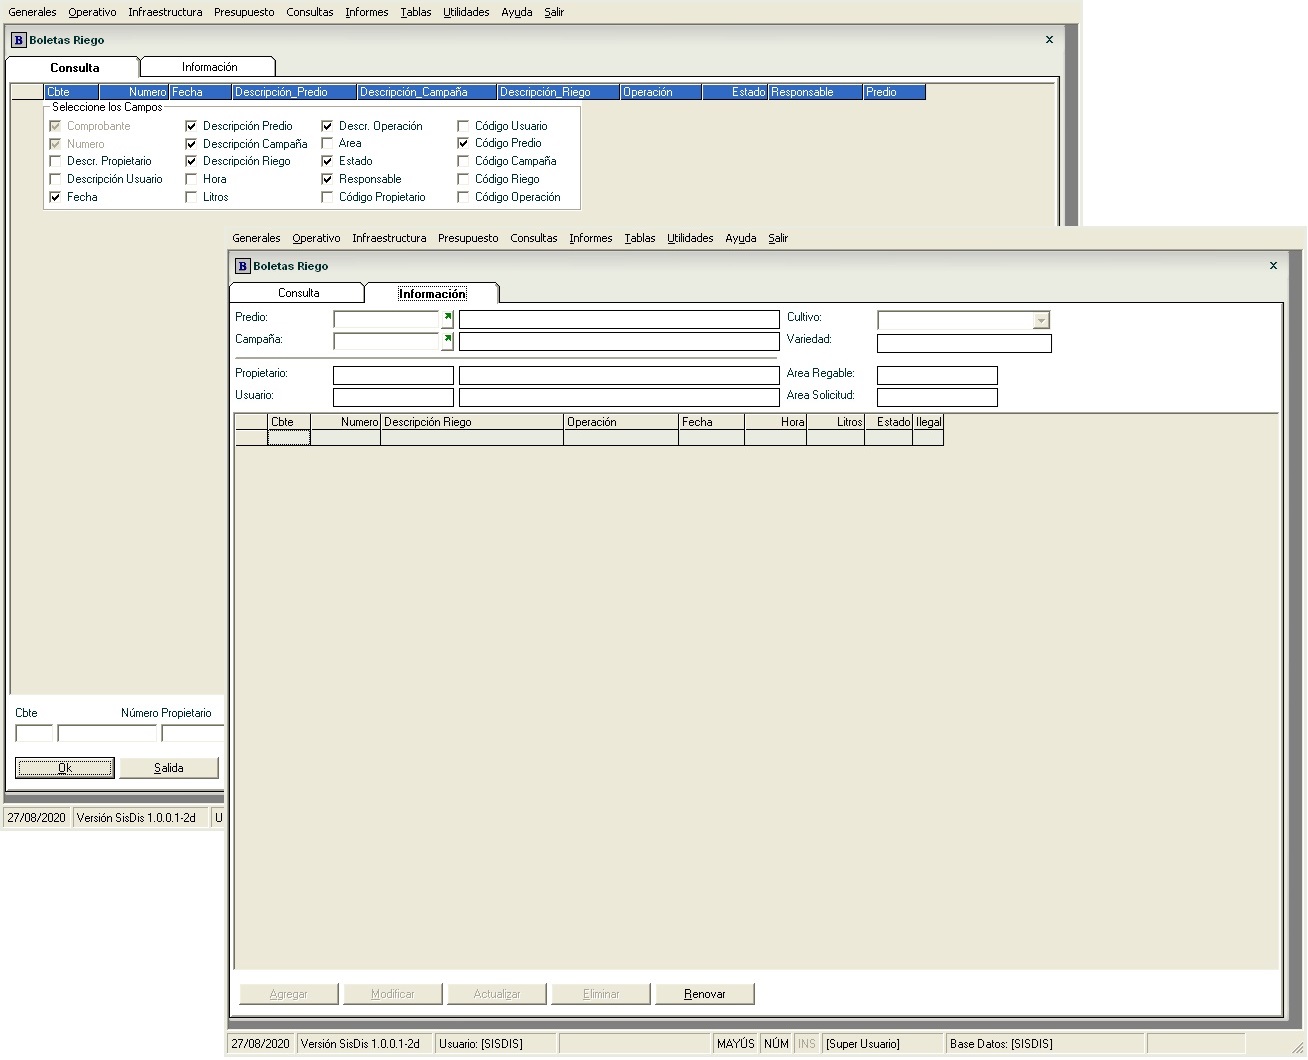 Generales Operativo Infraestructura Presupuesto Consultas Informes Tablas Utilidades Ayuda Salir
B Boletas Riego x
Consulta Información
Cbte Numero Fecha Descripción_Predio Descripción_Campaña Descripción_Riego Operación Estado Responsable Predio
Seleccione los Campos
Comprobante Descripción Predio Descr. Operación Código Usuario
Numero Descripción Campaña Area Código Predio
Descr. Propietario Descripción Riego Estado Código Campaña
Descripción Usuario Hora Responsable Código Riego
Fecha Litros Código Propietario Código Operación
Cbte Número Propietario
Ok Salida
27/08/2020 Versión SisDis 1.0.0.1-2d U
Generales Operativo Infraestructura Presupuesto Consultas Informes Tablas Utilidades Ayuda Salir
B Boletas Riego x
Consulta Información
Predio: Cultivo:
Campaña: Variedad:
Propietario: Area Regable:
Usuario: Area Solicitud:
Cbte Numero Descripción Riego Operación Fecha Hora Litros Estado Ilegal
Agregar Modificar Actualizar Eliminar Renovar
27/08/2020 Versión SisDis 1.0.0.1-2d Usuario: [SISDIS] MAYÚS NÚM INS [Super Usuario] Base Datos: [SISDIS]